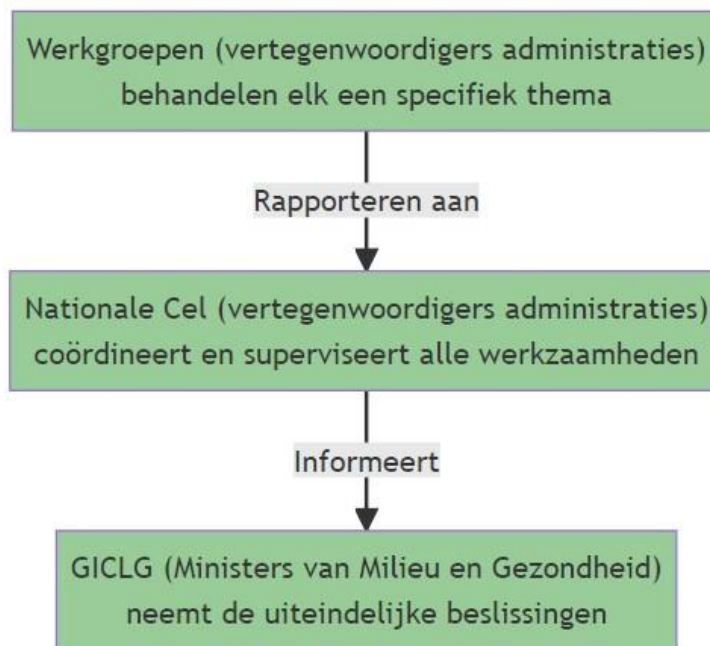 Werkgroepen (vertegenwoordigers administraties)
behandelen elk een specifiek thema
Rapporteren aan
Nationale Cel (vertegenwoordigers administraties)
coördineert en superviseert alle werkzaamheden
Informeert
GICLG (Ministers van Milieu en Gezondheid)
neemt de uiteindelijke beslissingen